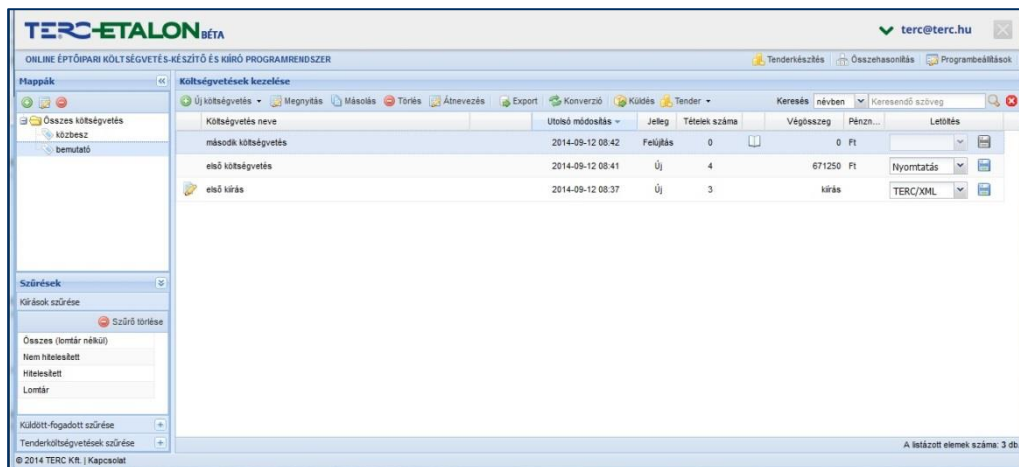 TERC-ETALON BÉTA
terc@terc.hu
ONLINE ÉPTŐIPARI KÖLTSÉGVETÉS-KÉSZÍTŐ ÉS KIÍRÓ PROGRAMRENDSZER
Tenderkészítés Összehasonlítás Programbeállítások
Mappák
Költségvetések kezelése
Új költségvetés Megnyitás Másolás Törlés Átnevezés Export Konverzió Küldés Tender Keresés névben Keresendő szöveg
Összes költségvetés
közbesz
bemutató
Költségvetés neve Utolsó módosítás Jelleg Tételek száma Végösszeg Pénzn... Letöltés
második költségvetés 2014-09-12 08:42 Felújítás 0 0 Ft
első költségvetés 2014-09-12 08:41 Új 4 671250 Ft Nyomtatás
első kiírás 2014-09-12 08:37 Új 3 kiírás TERC/XML
Szűrések
Kiírások szűrése
Szűrő törlése
Összes (lomtár nélkül)
Nem hitelesített
Hitelesített
Lomtár
Küldött-fogadott szűrése
Tenderköltségvetések szűrése
A listázott elemek száma: 3 db
© 2014 TERC Kft. | Kapcsolat